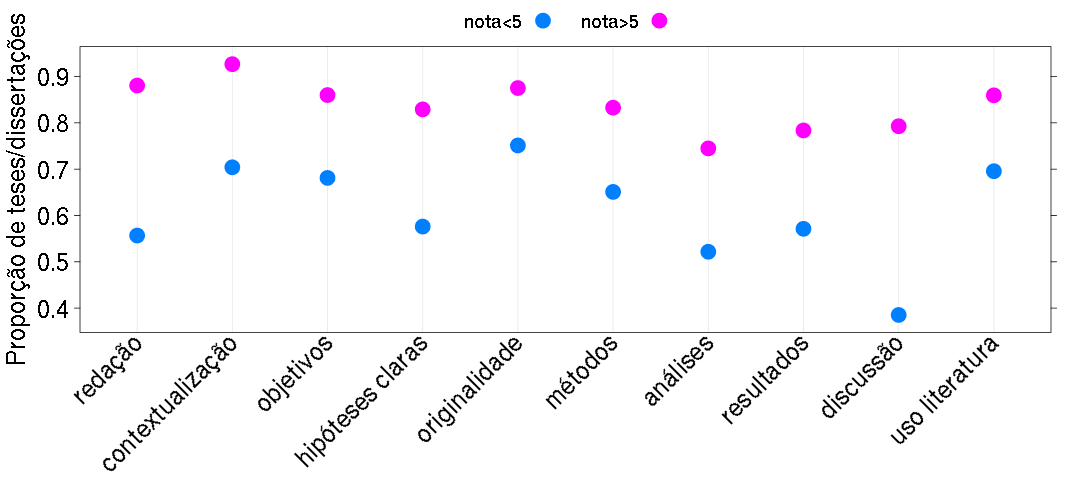 nota<5 nota>5
Proporção de teses/dissertações
0.9
0.8
0.7
0.6
0.5
0.4
redação
contextualização
objetivos
hipóteses claras
originalidade
métodos
análises
resultados
discussão
uso literatura